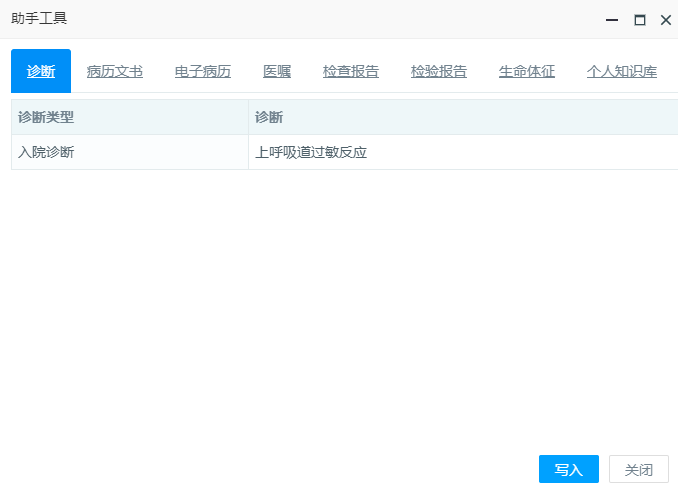 助手工具
诊断 病历文书 电子病历 医嘱 检查报告 检验报告 生命体征 个人知识库
诊断类型 诊断
入院诊断 上呼吸道过敏反应
写入 关闭